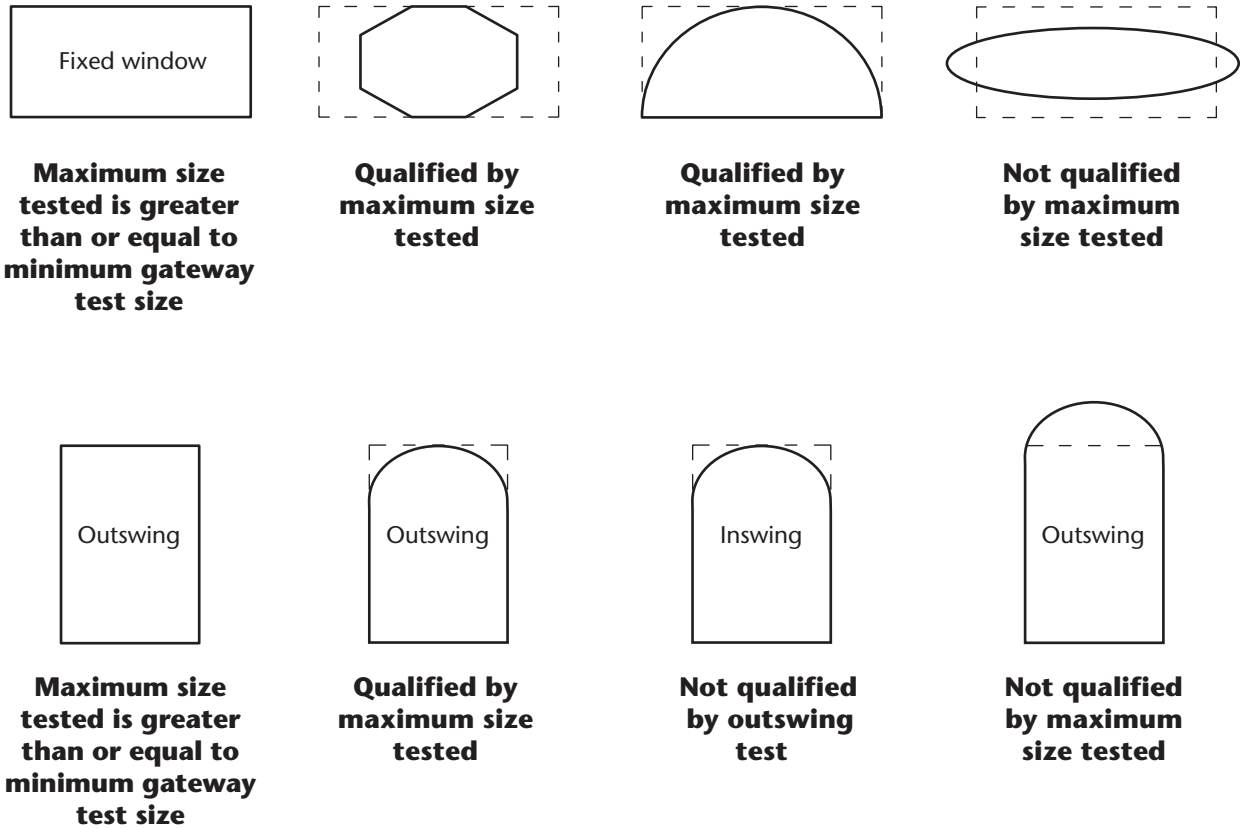 Fixed window
Maximum size
tested is greater
than or equal to
minimum gateway
test size
Qualified by
maximum size
tested
Qualified by
maximum size
tested
Not qualified
by maximum
size tested
Outswing
Outswing
Inswing
Outswing
Maximum size
tested is greater
than or equal to
minimum gateway
test size
Qualified by
maximum size
tested
Not qualified
by outswing
test
Not qualified
by maximum
size tested